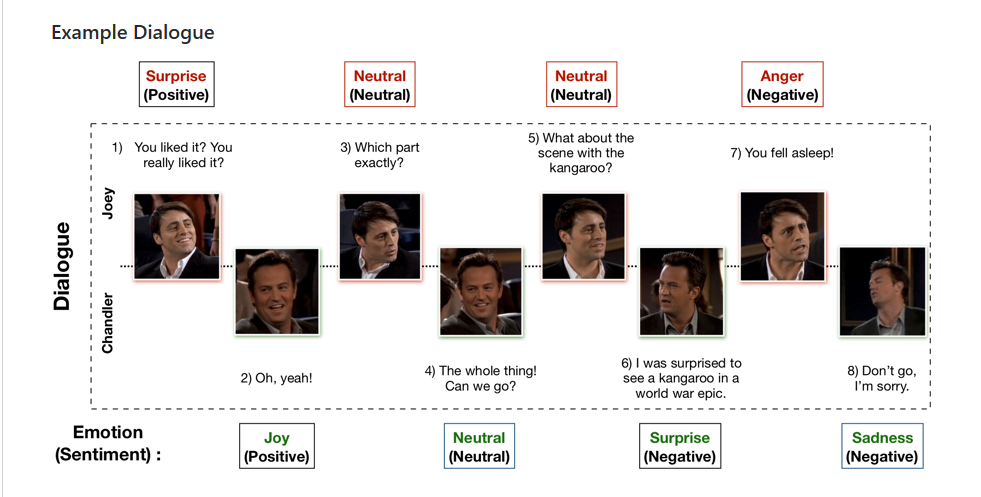 Example Dialogue
Surprise
(Positive)
Neutral
(Neutral)
Neutral
(Neutral)
Anger
(Negative)
1) You liked it? You
really liked it?
3) Which part
exactly?
5) What about the
scene with the
kangaroo?
7) You fell asleep!
Joey
Dialogue
Chandler
2) Oh, yeah!
4) The whole thing!
Can we go?
6) I was surprised to
see a kangaroo in a
world war epic.
8) Don’t go,
I’m sorry.
Emotion
(Sentiment) :
Joy
(Positive)
Neutral
(Neutral)
Surprise
(Negative)
Sadness
(Negative)